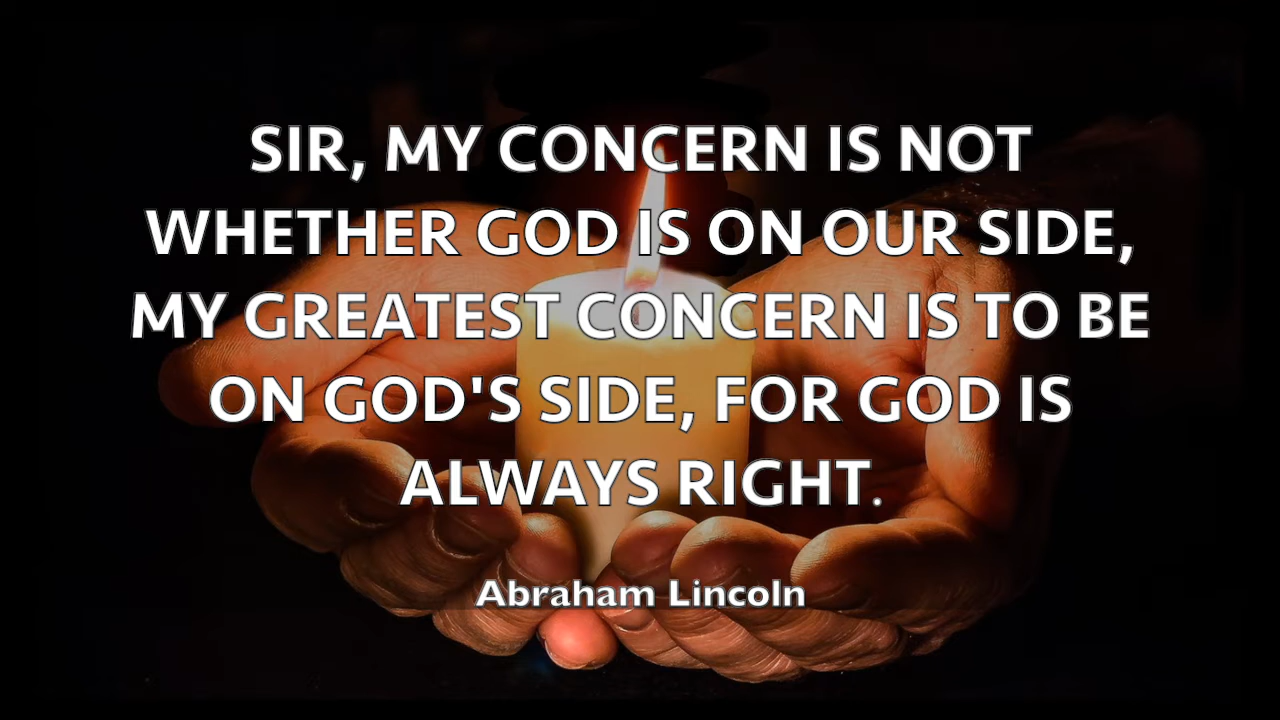 SIR, MY CONCERN IS NOT
WHETHER GOD IS ON OUR SIDE,
MY GREATEST CONCERN IS TO BE
ON GOD'S SIDE, FOR GOD IS
ALWAYS RIGHT.
Abraham Lincoln